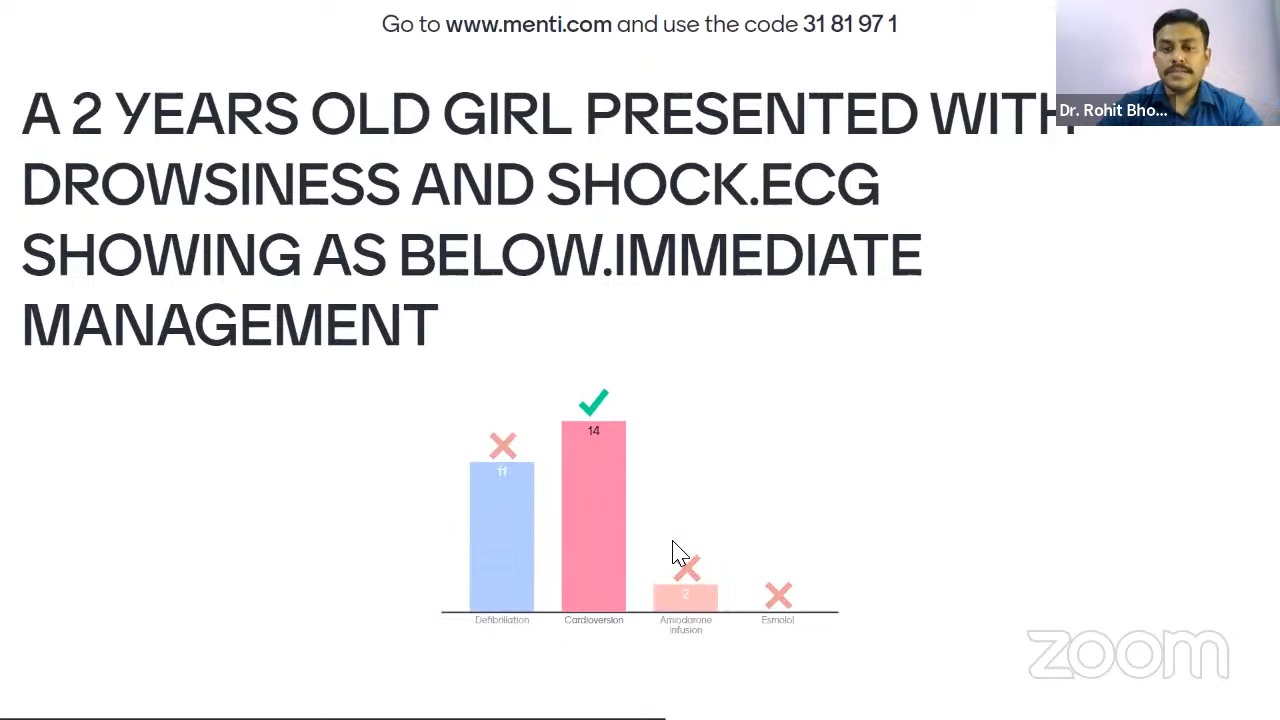 Go to www.menti.com and use the code 31 81 97 1
A 2 YEARS OLD GIRL PRESENTED WITH
DROWSINESS AND SHOCK.ECG
SHOWING AS BELOW.IMMEDIATE
MANAGEMENT
Dr. Rohit Bho...
11
14
2
Defibrillation
Cardioversion
Amiodarone
infusion
Esmolol
zoom